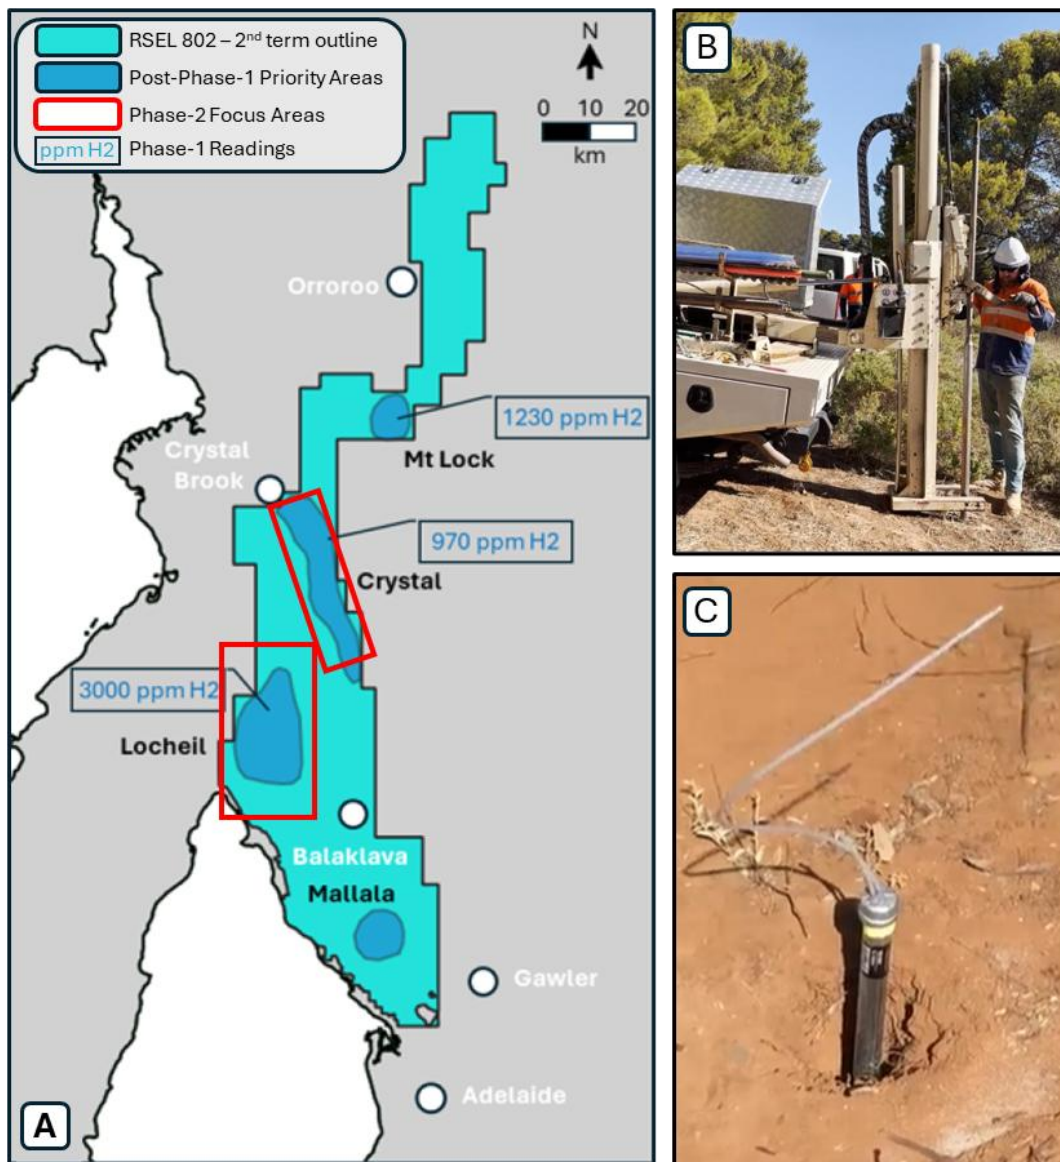 RSEL 802 – 2nd term outline
Post-Phase-1 Priority Areas
Phase-2 Focus Areas
ppm H2 Phase-1 Readings
N
0 10 20
km
Orroroo
1230 ppm H2
Mt Lock
Crystal
Brook
970 ppm H2
Crystal
3000 ppm H2
Locheil
Balaklava
Mallala
Gawler
Adelaide
A
B
C